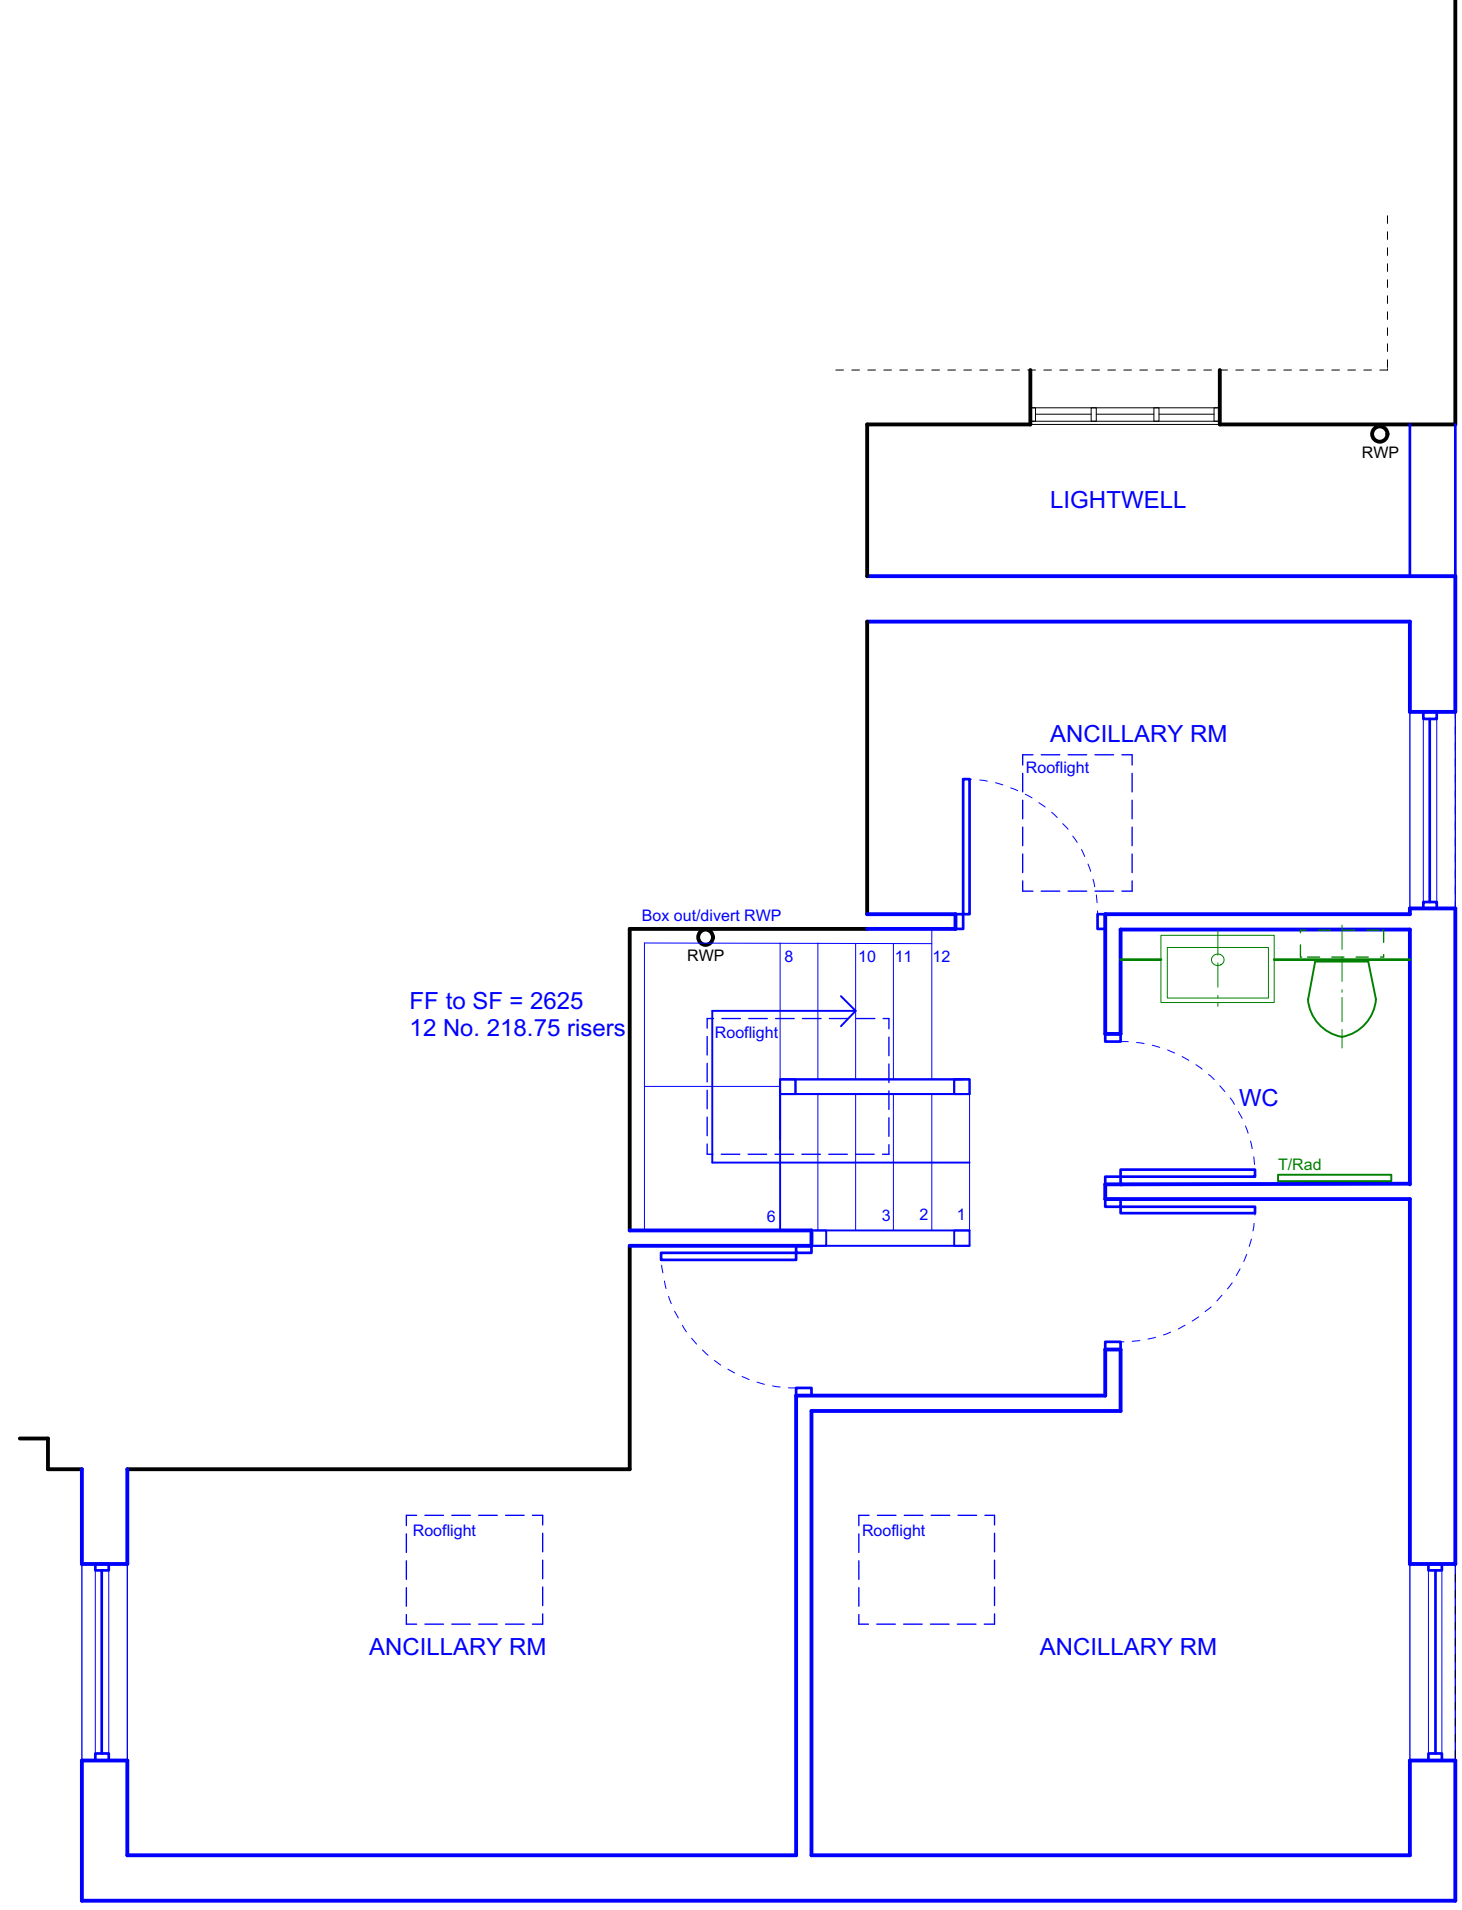 RWP
LIGHTWELL
ANCILLARY RM
Rooflight
Box out/divert RWP
RWP
8
10
11
12
FF to SF = 2625
12 No. 218.75 risers
Rooflight
WC
T/Rad
6
3
2
1
Rooflight
Rooflight
ANCILLARY RM
ANCILLARY RM